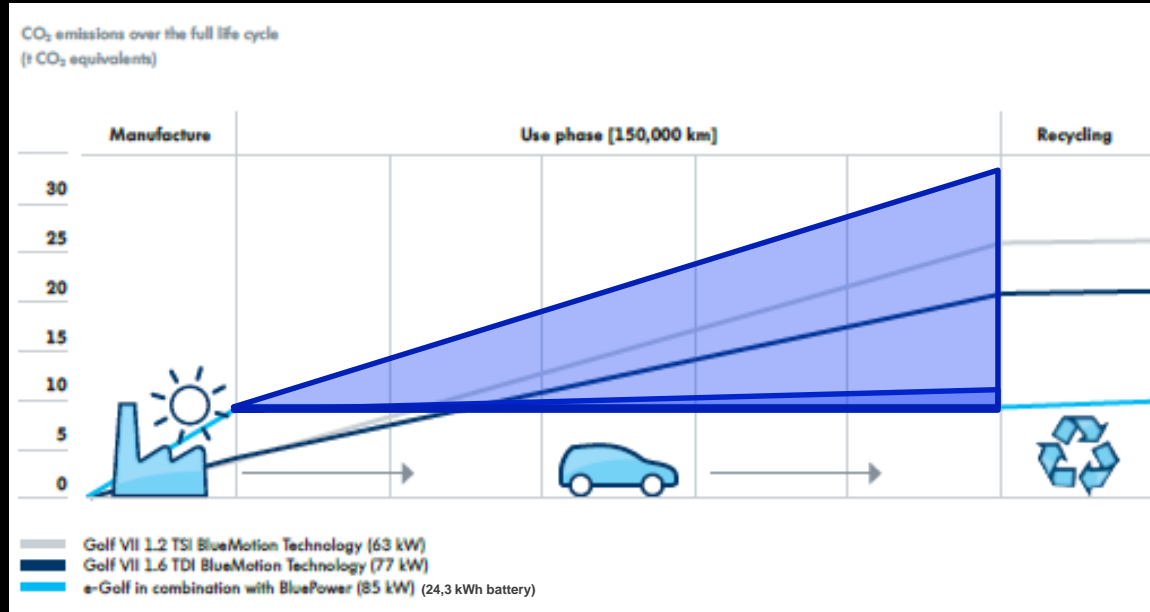 CO₂ emissions over the full life cycle
(t CO₂ equivalents)
Manufacture
Use phase [150,000 km]
Recycling
30
25
20
15
10
5
0
Golf VII 1.2 TSI BlueMotion Technology (63 kW)
Golf VII 1.6 TDI BlueMotion Technology (77 kW)
e-Golf in combination with BluePower (85 kW) (24,3 kWh battery)